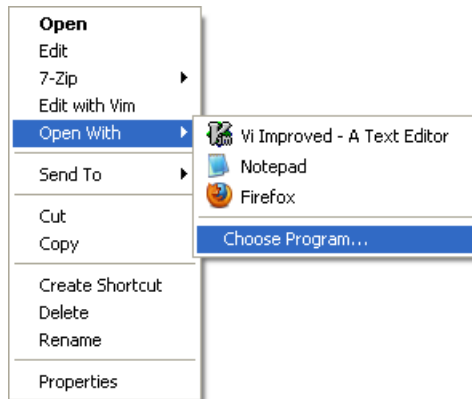 Open
Edit
7-Zip
Edit with Vim
Open With
Send To
Cut
Copy
Create Shortcut
Delete
Rename
Properties
Vi Improved - A Text Editor
Notepad
Firefox
Choose Program...